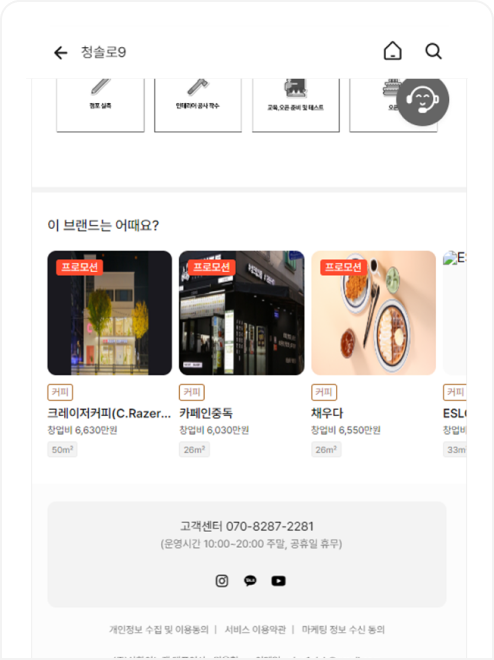 청솔로9
점포 실측
인테리어 공사 착수
교육,오픈 준비 및 테스트
오픈
이 브랜드는 어때요?
프로모션
프로모션
프로모션
커피
커피
커피
커피
크레이저커피(C.Razer...
카페인중독
채우다
창업비 6,630만원
창업비 6,030만원
창업비 6,550만원
창업비
50m²
26m²
26m²
33m²
고객센터 070-8287-2281
(운영시간 10:00~20:00 주말, 공휴일 휴무)
개인정보 수집 및 이용동의 | 서비스 이용약관 | 마케팅 정보 수신 동의